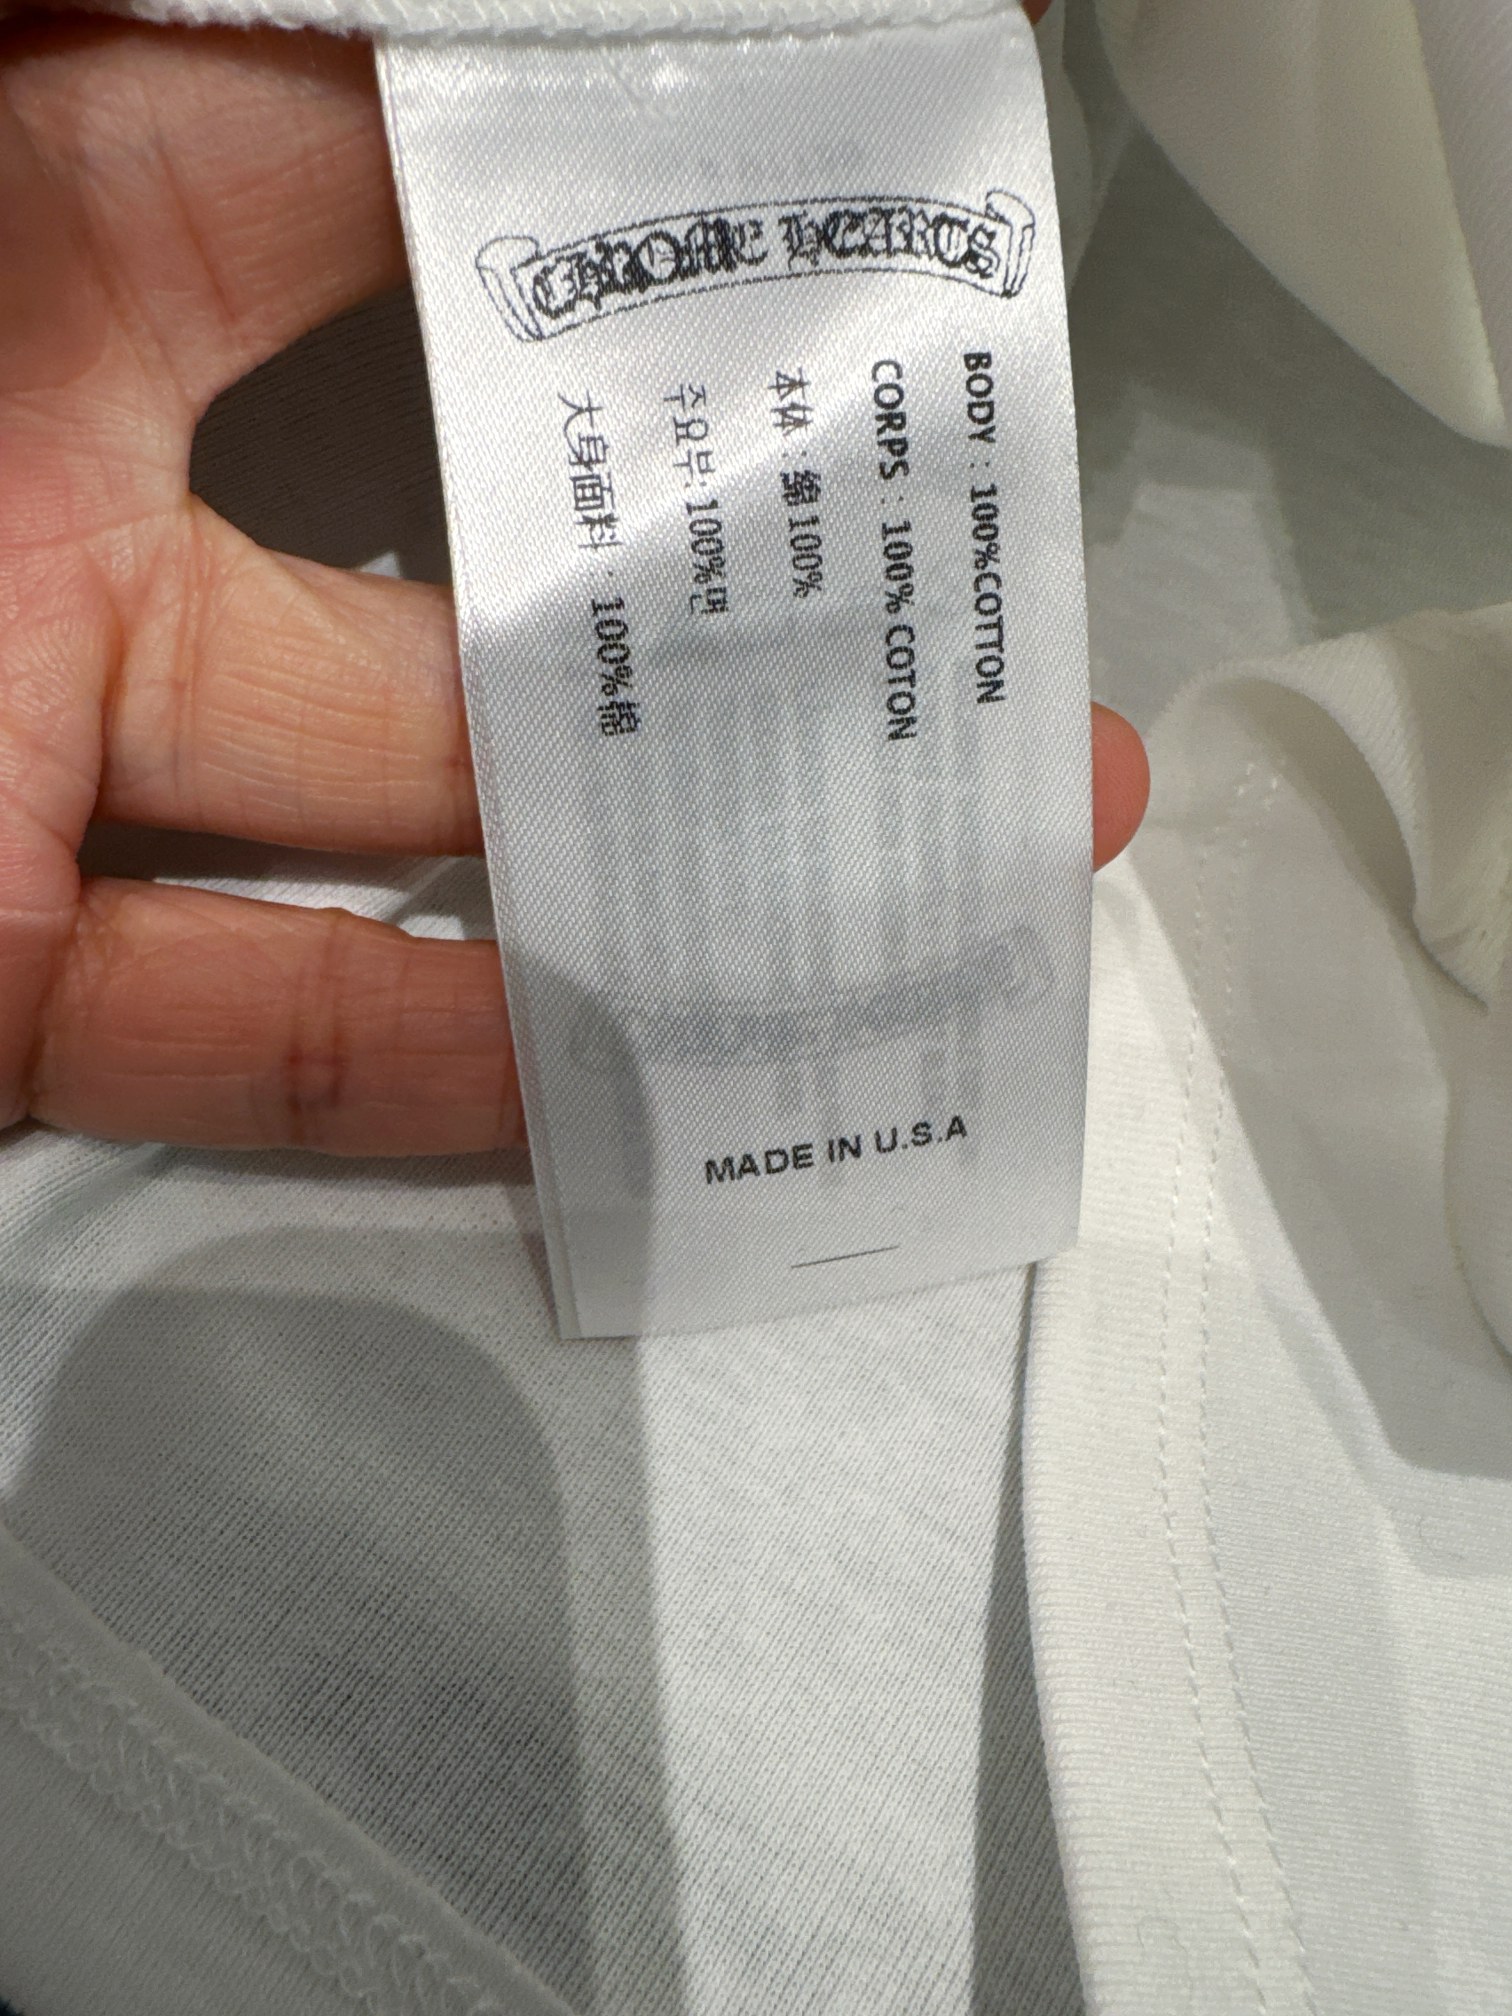 CHROME HEARTS
BODY : 100%COTTON
CORPS : 100% COTON
本体 : 綿100%
주요부: 100%면
大身面料 : 100%棉
MADE IN U.S.A